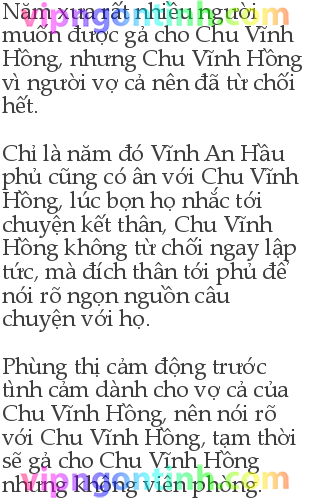 Năm xưa rất nhiều người
muốn được gả cho Chu Vĩnh
Hồng, nhưng Chu Vĩnh Hồng
vì người vợ cả nên đã từ chối
hết.
Chỉ là năm đó Vĩnh An Hầu
phủ cũng có ân với Chu Vĩnh
Hồng, lúc bọn họ nhắc tới
chuyện kết thân, Chu Vĩnh
Hồng không từ chối ngay lập
tức, mà đích thân tới phủ để
nói rõ ngọn nguồn câu
chuyện với họ.
Phùng thị cảm động trước
tình cảm dành cho vợ cả của
Chu Vĩnh Hồng, nên nói rõ
với Chu Vĩnh Hồng, tạm thời
sẽ gả cho Chu Vĩnh Hồng
nhưng không viên phòng.
vipngontinh.com
vipngontinh.com